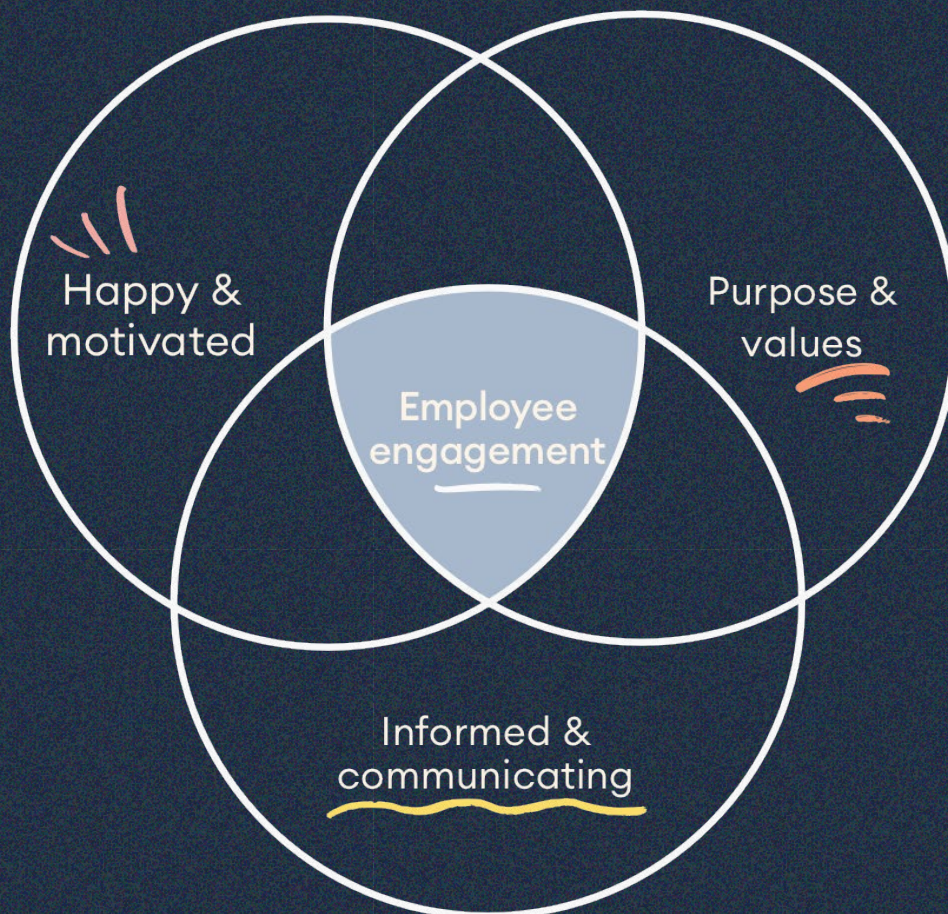 Happy &
motivated
Purpose &
values
Employee
engagement
Informed &
communicating